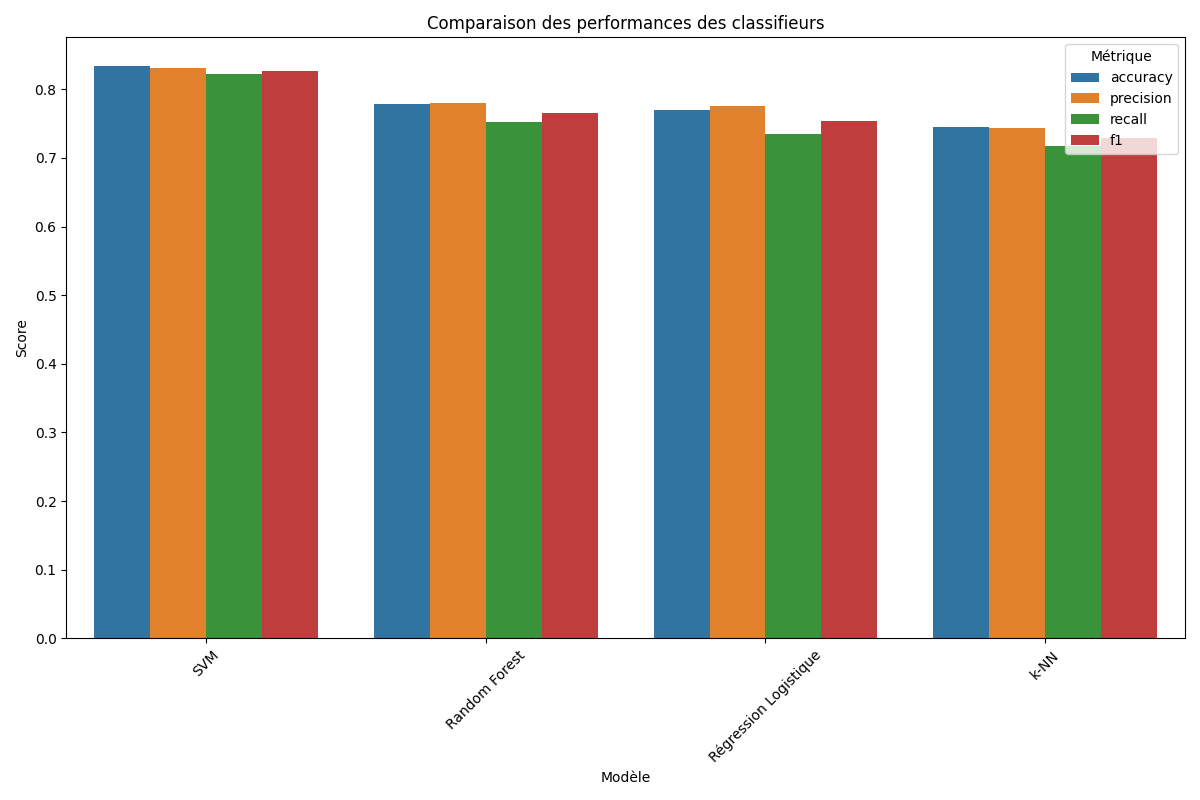 Comparaison des performances des classifieurs
Métrique
accuracy
precision
recall
f1
Score
0.8
0.7
0.6
0.5
0.4
0.3
0.2
0.1
0.0
SVM
Random Forest
Régression Logistique
k-NN
Modèle